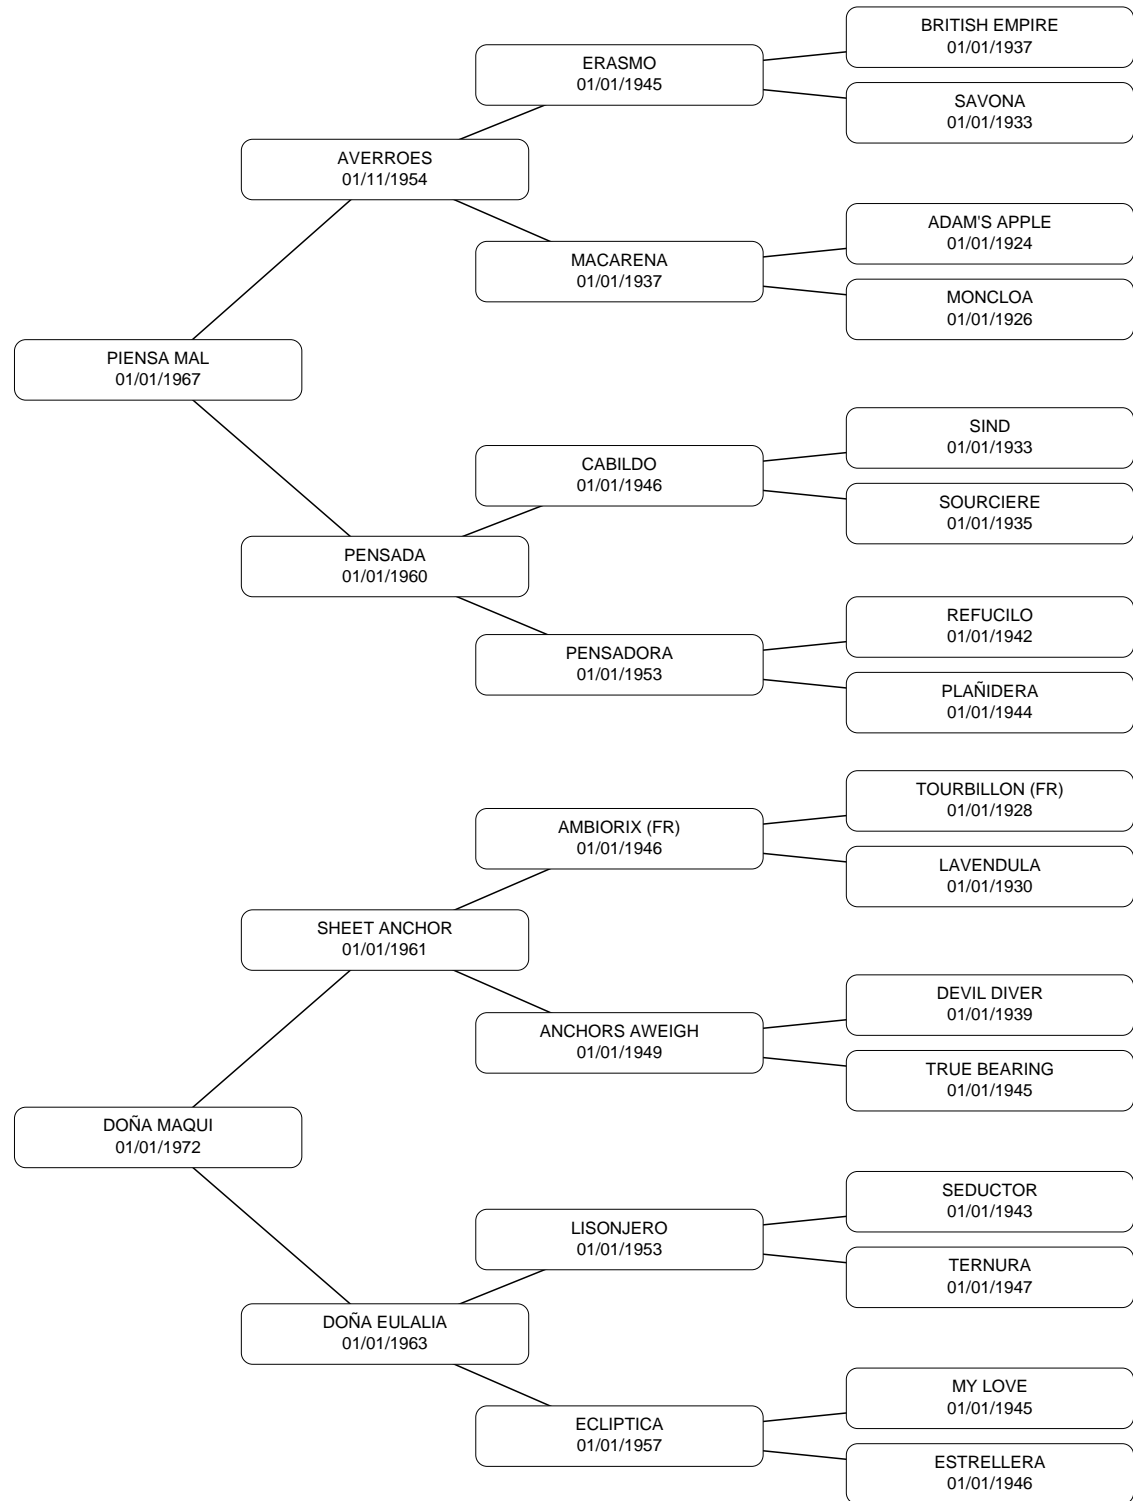 BRITISH EMPIRE
01/01/1937
ERASMO
01/01/1945
SAVONA
01/01/1933
AVERROES
01/11/1954
ADAM'S APPLE
01/01/1924
MACARENA
01/01/1937
MONCLOA
01/01/1926
PIENSA MAL
01/01/1967
SIND
01/01/1933
CABILDO
01/01/1946
SOURCIERE
01/01/1935
PENSADA
01/01/1960
REFUCILO
01/01/1942
PENSADORA
01/01/1953
PLAÑIDERA
01/01/1944
TOURBILLON (FR)
01/01/1928
AMBIORIX (FR)
01/01/1946
LAVENDULA
01/01/1930
SHEET ANCHOR
01/01/1961
DEVIL DIVER
01/01/1939
ANCHORS AWEIGH
01/01/1949
TRUE BEARING
01/01/1945
DOÑA MAQUI
01/01/1972
SEDUCTOR
01/01/1943
LISONJERO
01/01/1953
TERNURA
01/01/1947
DOÑA EULALIA
01/01/1963
MY LOVE
01/01/1945
ECLIPTICA
01/01/1957
ESTRELLERA
01/01/1946